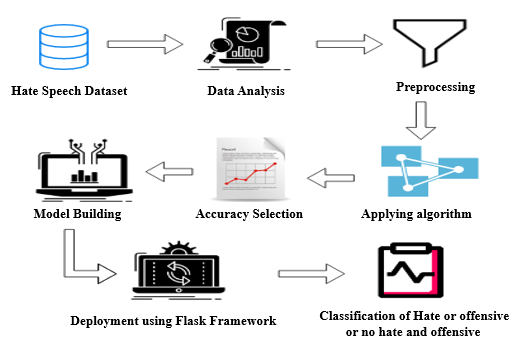 Hate Speech Dataset
Data Analysis
Preprocessing
Model Building
Accuracy Selection
Applying algorithm
Deployment using Flask Framework
Classification of Hate or offensive
or no hate and offensive